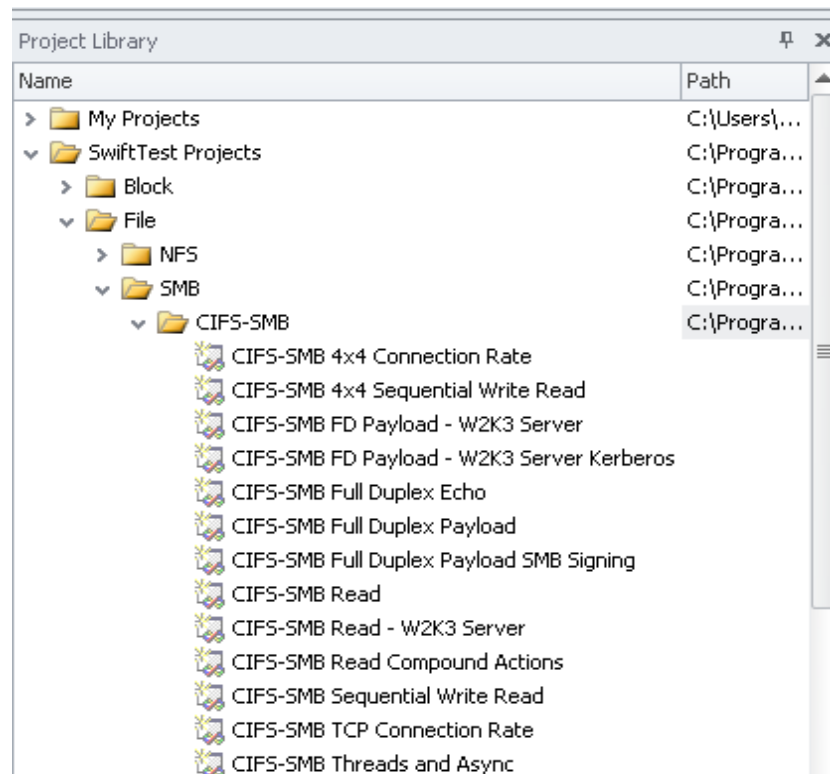 Project Library
Name Path
My Projects C:\Users\...
SwiftTest Projects C:\Progra...
Block C:\Progra...
File C:\Progra...
NFS C:\Progra...
SMB C:\Progra...
CIFS-SMB C:\Progra...
CIFS-SMB 4x4 Connection Rate
CIFS-SMB 4x4 Sequential Write Read
CIFS-SMB FD Payload - W2K3 Server
CIFS-SMB FD Payload - W2K3 Server Kerberos
CIFS-SMB Full Duplex Echo
CIFS-SMB Full Duplex Payload
CIFS-SMB Full Duplex Payload SMB Signing
CIFS-SMB Read
CIFS-SMB Read - W2K3 Server
CIFS-SMB Read Compound Actions
CIFS-SMB Sequential Write Read
CIFS-SMB TCP Connection Rate
CIFS-SMB Threads and Async